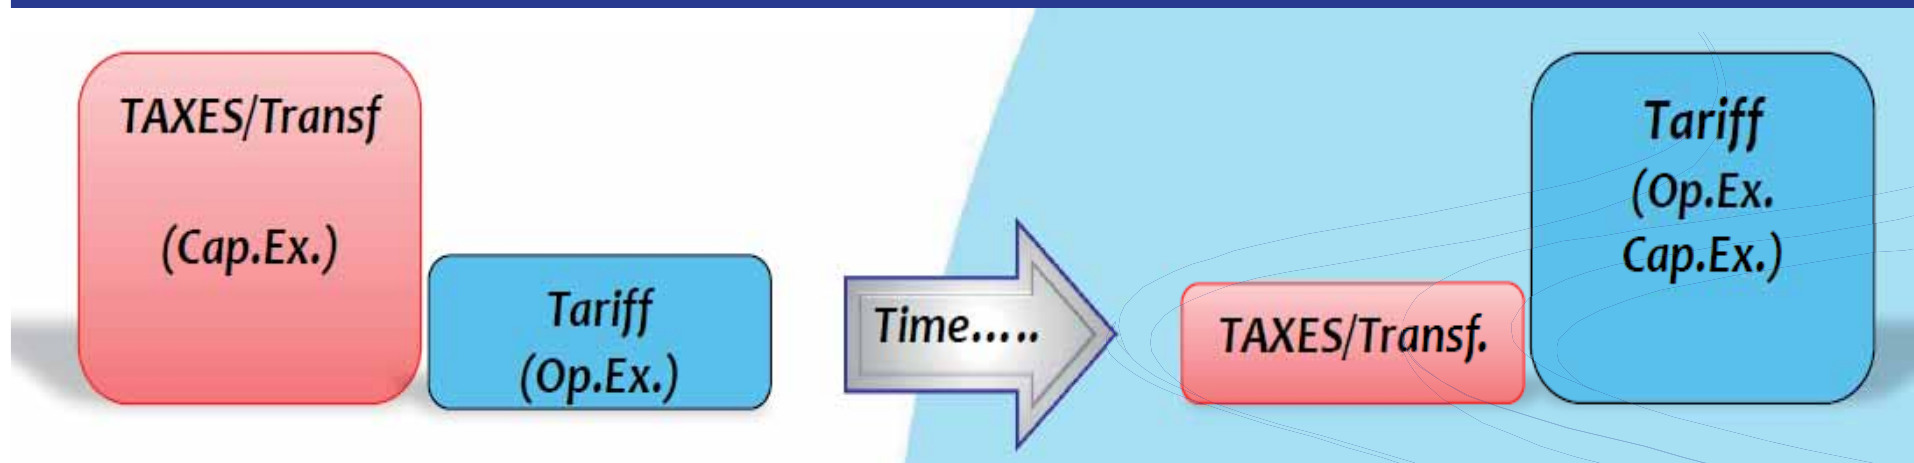 TAXES/Transf
(Cap.Ex.)
Tariff
(Op.Ex.)
Time.....
TAXES/Transf.
Tariff
(Op.Ex.
Cap.Ex.)